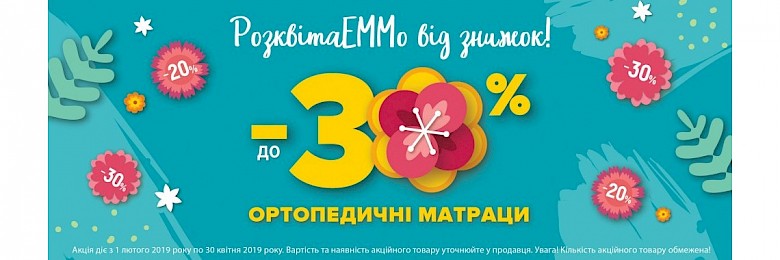 РозквітаЕММо від знижок!
-20%
-30%
до -30%
-30%
-20%
ОРТОПЕДИЧНІ МАТРАЦИ
Акція діє з 1 лютого 2019 року по 30 квітня 2019 року. Вартість та наявність акційного товару уточнюйте у продавця. Увага! Кількість акційного товару обмежена!